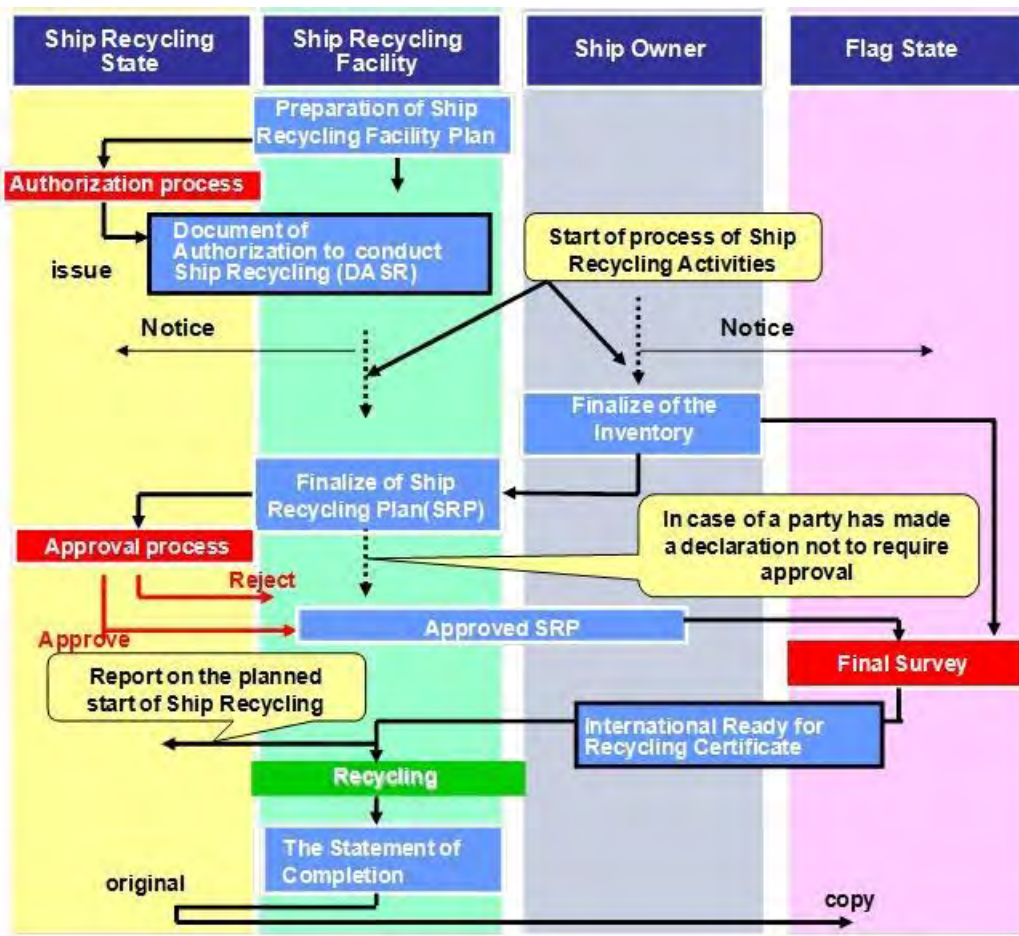 Ship Recycling
State
Ship Recycling
Facility
Ship Owner
Flag State
Preparation of Ship
Recycling Facility Plan
Authorization process
Document of
Authorization to conduct
Ship Recycling (DASR)
issue
Start of process of Ship
Recycling Activities
Notice
Notice
Finalize of the
Inventory
Finalize of Ship
Recycling Plan(SRP)
In case of a party has made
a declaration not to require
approval
Approval process
Reject
Approve
Approved SRP
Final Survey
Report on the planned
start of Ship Recycling
International Ready for
Recycling Certificate
Recycling
The Statement of
Completion
original
copy